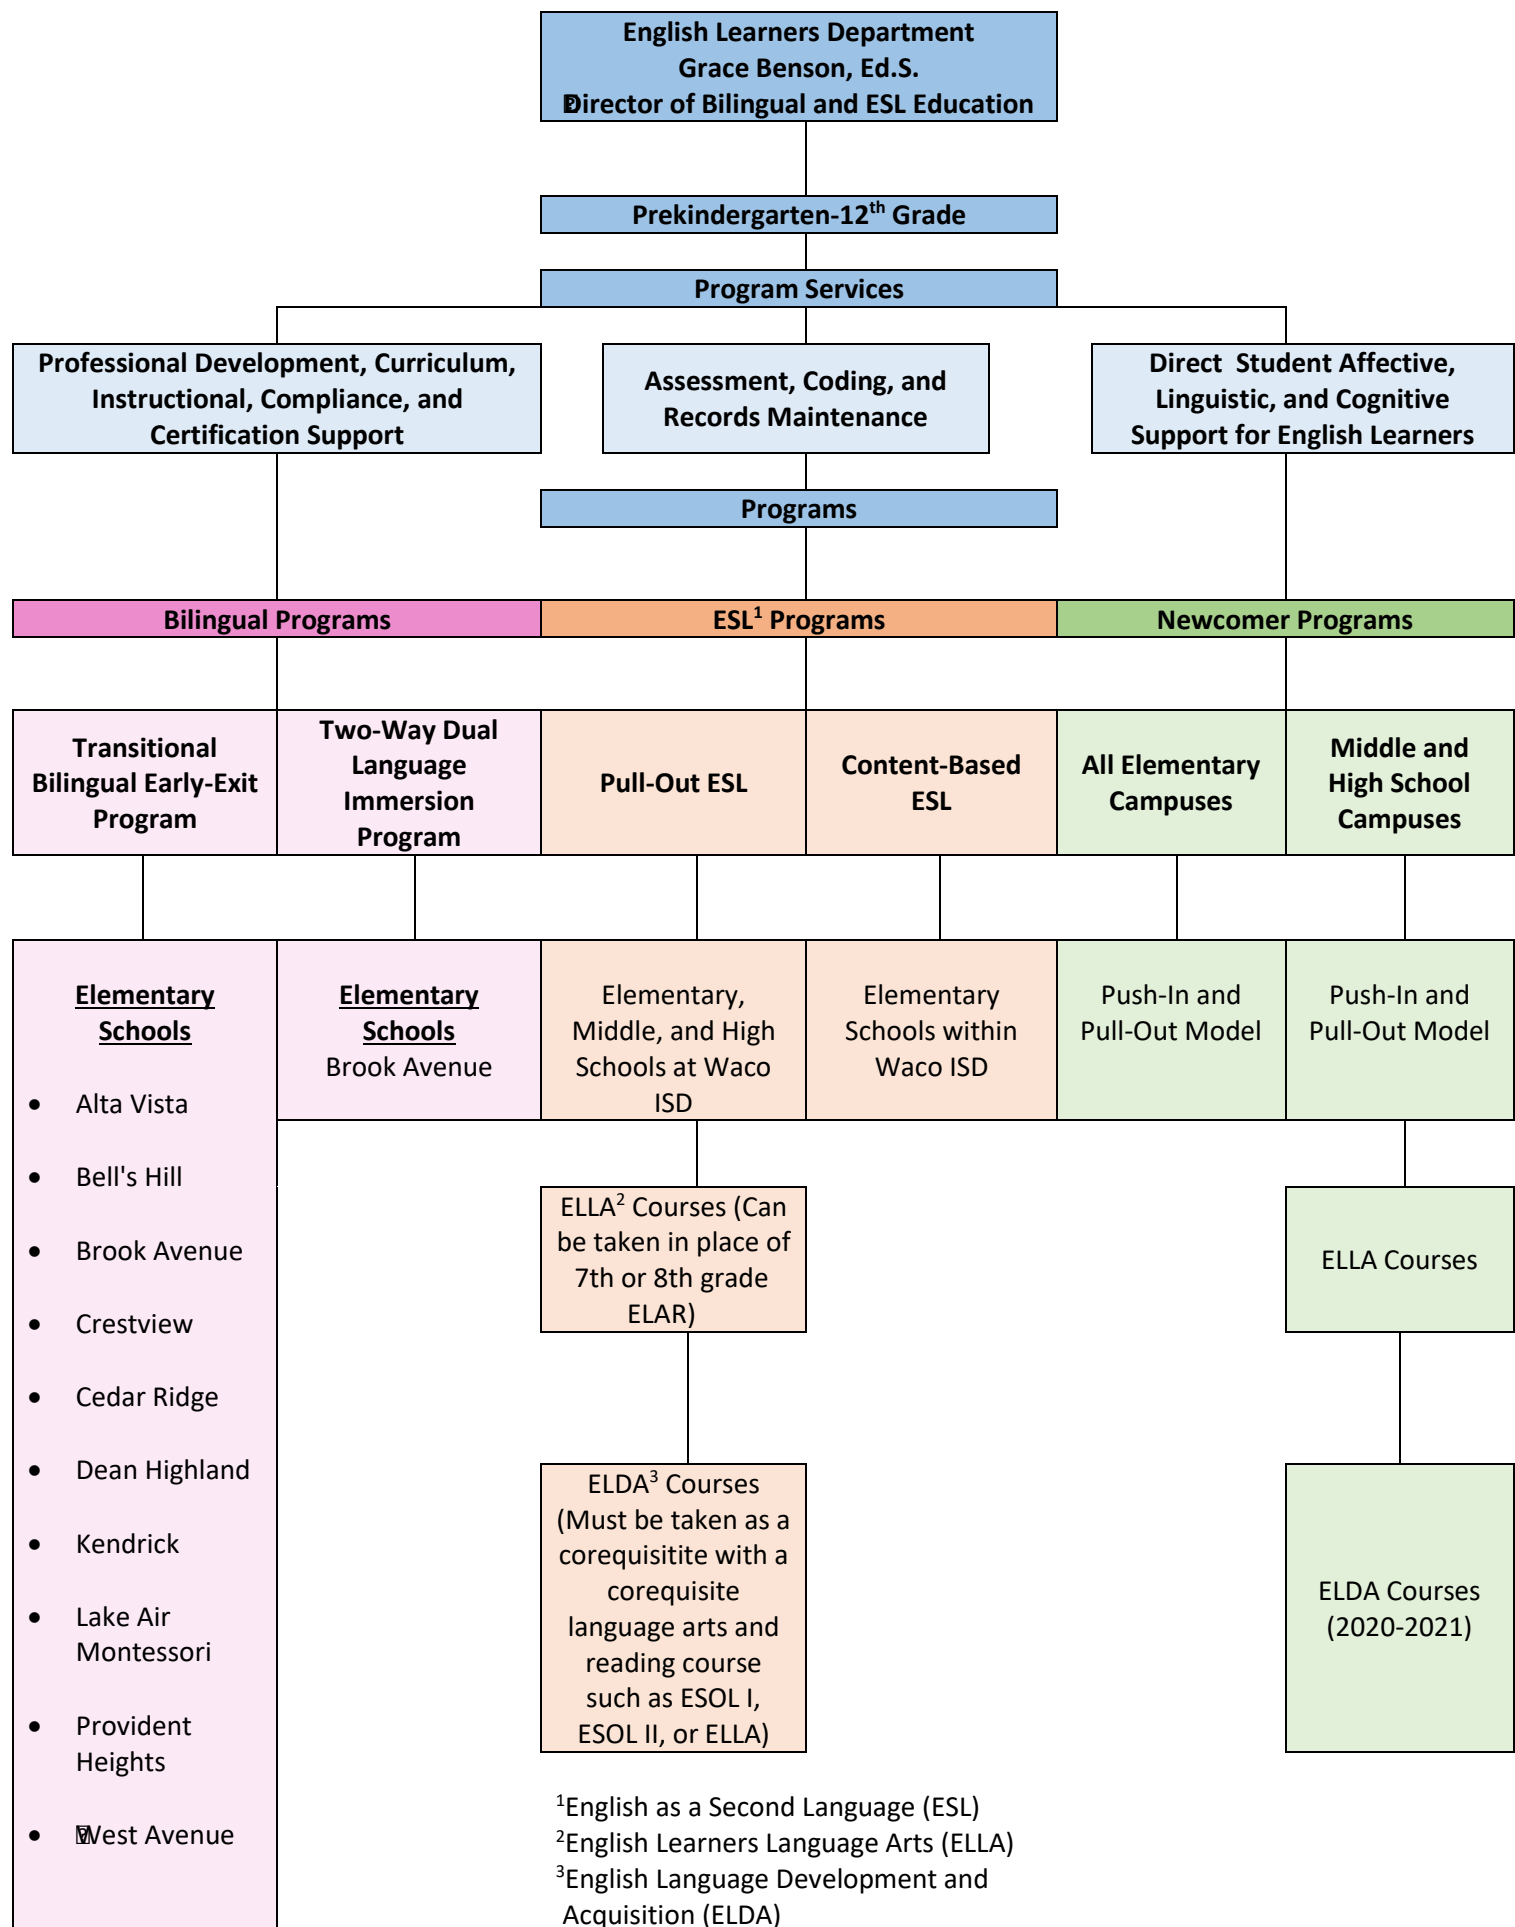 English Learners Department
Grace Benson, Ed.S.
Director of Bilingual and ESL Education
Prekindergarten-12th Grade
Program Services
Professional Development, Curriculum,
Instructional, Compliance, and
Certification Support
Assessment, Coding, and
Records Maintenance
Direct Student Affective,
Linguistic, and Cognitive
Support for English Learners
Programs
Bilingual Programs
ESL1 Programs
Newcomer Programs
Transitional
Bilingual Early-Exit
Program
Two-Way Dual
Language
Immersion
Program
Pull-Out ESL
Content-Based
ESL
All Elementary
Campuses
Middle and
High School
Campuses
Elementary
Schools
• Alta Vista
• Bell's Hill
• Brook Avenue
• Crestview
• Cedar Ridge
• Dean Highland
• Kendrick
• Lake Air
Montessori
• Provident
Heights
• West Avenue
Elementary
Schools
Brook Avenue
Elementary,
Middle, and High
Schools at Waco
ISD
Elementary
Schools within
Waco ISD
Push-In and
Pull-Out Model
Push-In and
Pull-Out Model
ELLA2 Courses (Can
be taken in place of
7th or 8th grade
ELAR)
ELLA Courses
ELDA3 Courses
(Must be taken as a
corequisitite with a
corequisite
language arts and
reading course
such as ESOL I,
ESOL II, or ELLA)
ELDA Courses
(2020-2021)
1English as a Second Language (ESL)
2English Learners Language Arts (ELLA)
3English Language Development and
Acquisition (ELDA)